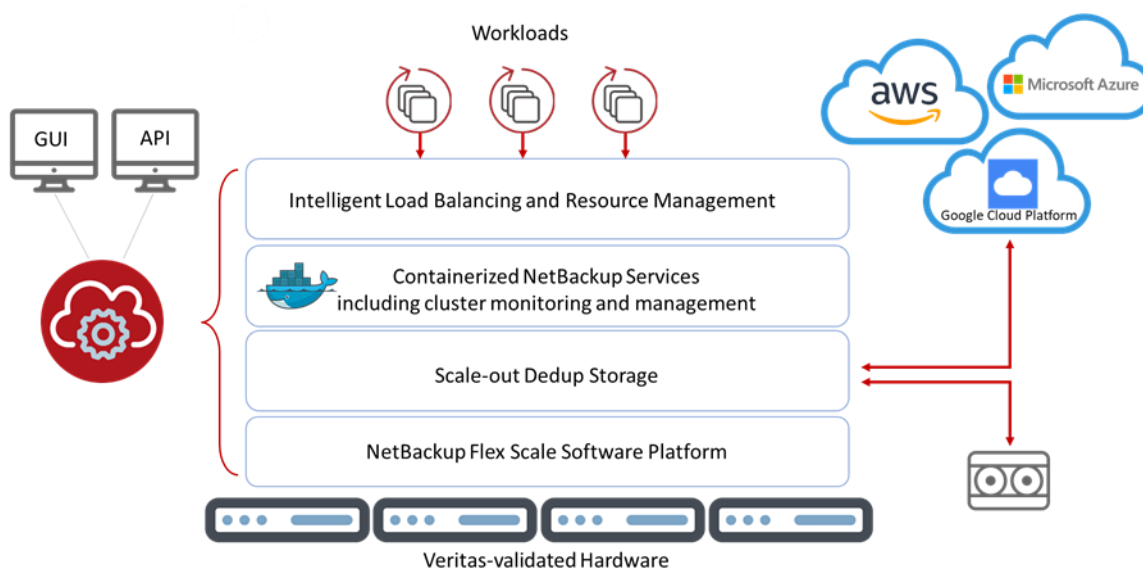 Workloads
GUI
API
aws
Microsoft Azure
Google Cloud Platform
Intelligent Load Balancing and Resource Management
Containerized NetBackup Services
including cluster monitoring and management
Scale-out Dedup Storage
NetBackup Flex Scale Software Platform
Veritas-validated Hardware